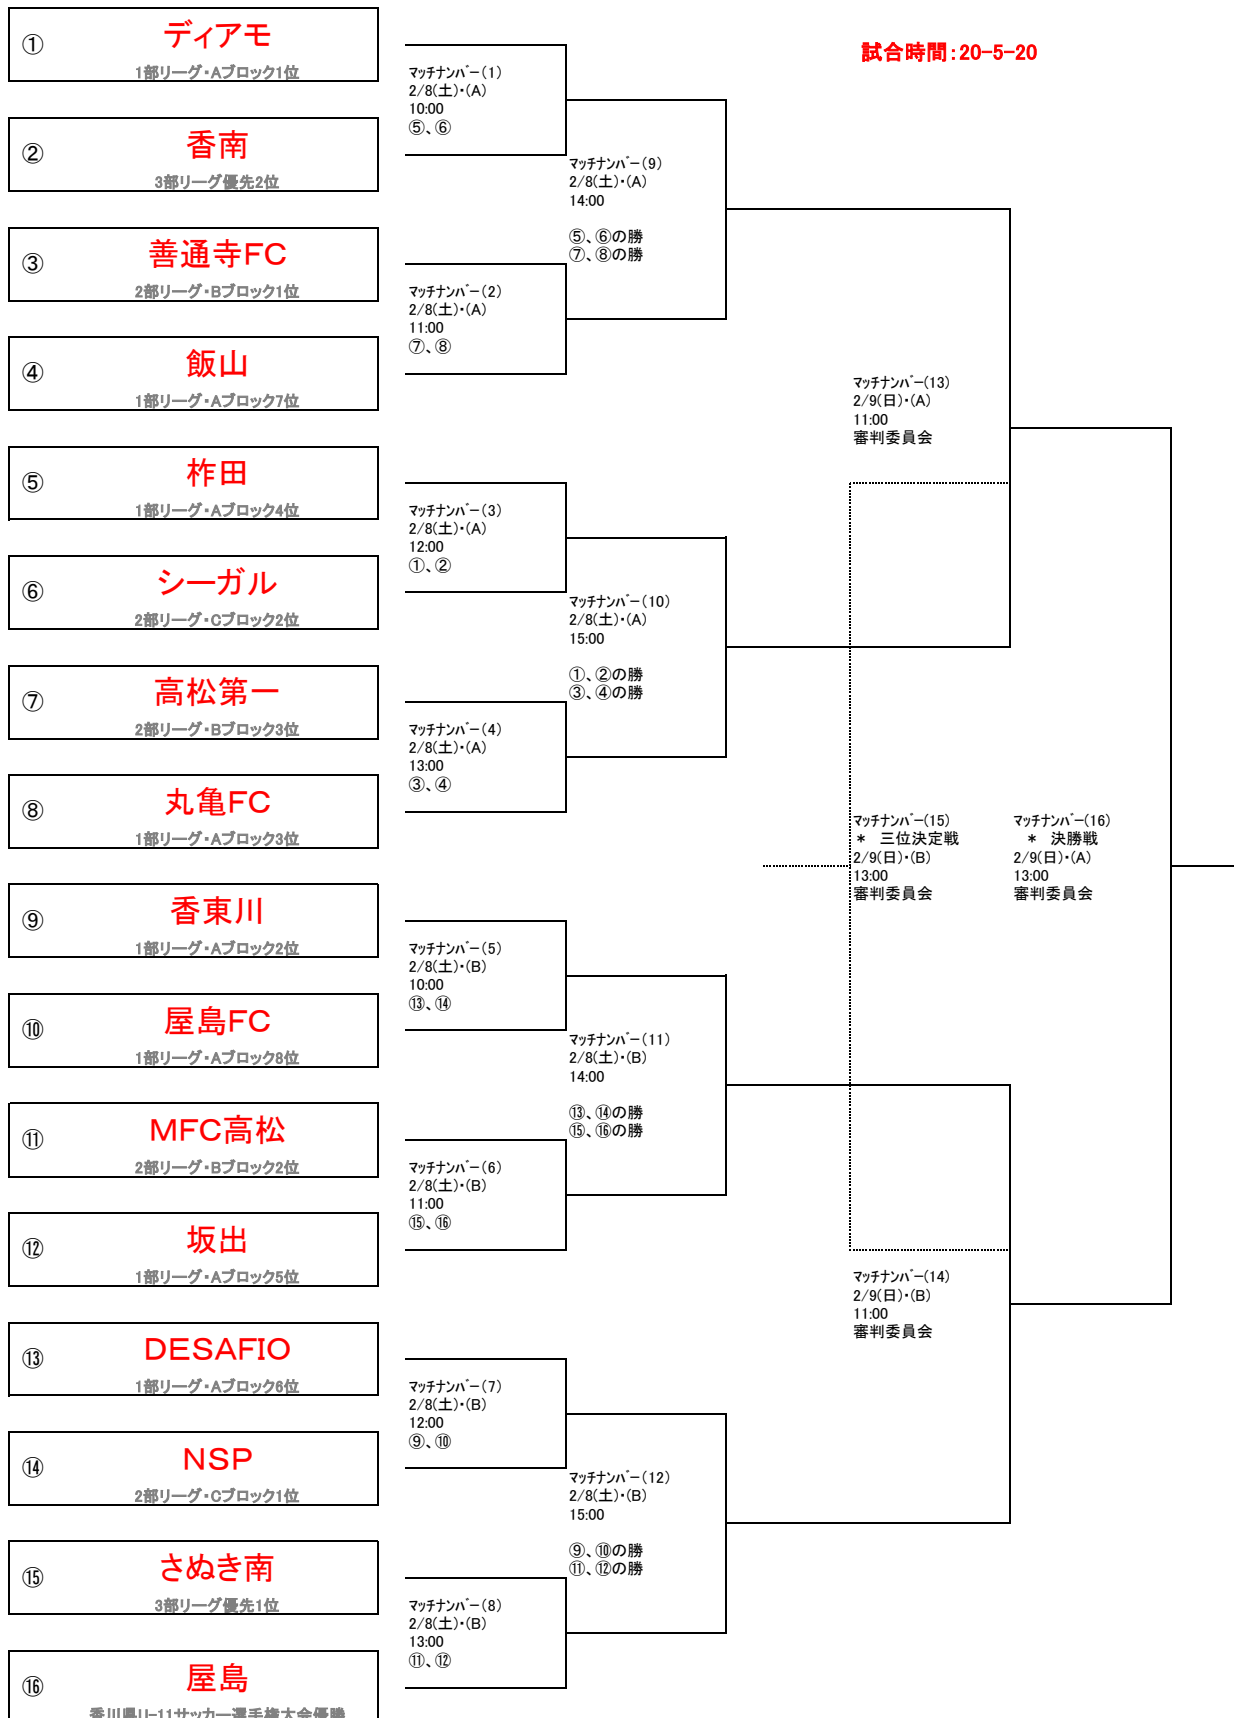 試合時間：20-5-20
①
ディアモ
1部リーグ・Aブロック1位
②
香南
3部リーグ優先2位
③
善通寺FC
2部リーグ・Bブロック1位
④
飯山
1部リーグ・Aブロック7位
⑤
柞田
1部リーグ・Aブロック4位
⑥
シーガル
2部リーグ・Cブロック2位
⑦
高松第一
2部リーグ・Bブロック3位
⑧
丸亀FC
1部リーグ・Aブロック3位
⑨
香東川
1部リーグ・Aブロック2位
⑩
屋島FC
1部リーグ・Aブロック8位
⑪
MFC高松
2部リーグ・Bブロック2位
⑫
坂出
1部リーグ・Aブロック5位
⑬
DESAFIO
1部リーグ・Aブロック6位
⑭
NSP
2部リーグ・Cブロック1位
⑮
さぬき南
3部リーグ優先1位
⑯
屋島
香川県U-11サッカー選手権大会優勝
ﾏｯﾁﾅﾝﾊﾞｰ(1)
2/8(土)・(A)
10:00
⑤、⑥
ﾏｯﾁﾅﾝﾊﾞｰ(2)
2/8(土)・(A)
11:00
⑦、⑧
ﾏｯﾁﾅﾝﾊﾞｰ(3)
2/8(土)・(A)
12:00
①、②
ﾏｯﾁﾅﾝﾊﾞｰ(4)
2/8(土)・(A)
13:00
③、④
ﾏｯﾁﾅﾝﾊﾞｰ(5)
2/8(土)・(B)
10:00
⑬、⑭
ﾏｯﾁﾅﾝﾊﾞｰ(6)
2/8(土)・(B)
11:00
⑮、⑯
ﾏｯﾁﾅﾝﾊﾞｰ(7)
2/8(土)・(B)
12:00
⑨、⑩
ﾏｯﾁﾅﾝﾊﾞｰ(8)
2/8(土)・(B)
13:00
⑪、⑫
ﾏｯﾁﾅﾝﾊﾞｰ(9)
2/8(土)・(A)
14:00
⑤、⑥の勝
⑦、⑧の勝
ﾏｯﾁﾅﾝﾊﾞｰ(10)
2/8(土)・(A)
15:00
①、②の勝
③、④の勝
ﾏｯﾁﾅﾝﾊﾞｰ(11)
2/8(土)・(B)
14:00
⑬、⑭の勝
⑮、⑯の勝
ﾏｯﾁﾅﾝﾊﾞｰ(12)
2/8(土)・(B)
15:00
⑨、⑩の勝
⑪、⑫の勝
ﾏｯﾁﾅﾝﾊﾞｰ(13)
2/9(日)・(A)
11:00
審判委員会
ﾏｯﾁﾅﾝﾊﾞｰ(15)
＊ 三位決定戦
2/9(日)・(B)
13:00
審判委員会
ﾏｯﾁﾅﾝﾊﾞｰ(16)
＊ 決勝戦
2/9(日)・(A)
13:00
審判委員会
ﾏｯﾁﾅﾝﾊﾞｰ(14)
2/9(日)・(B)
11:00
審判委員会